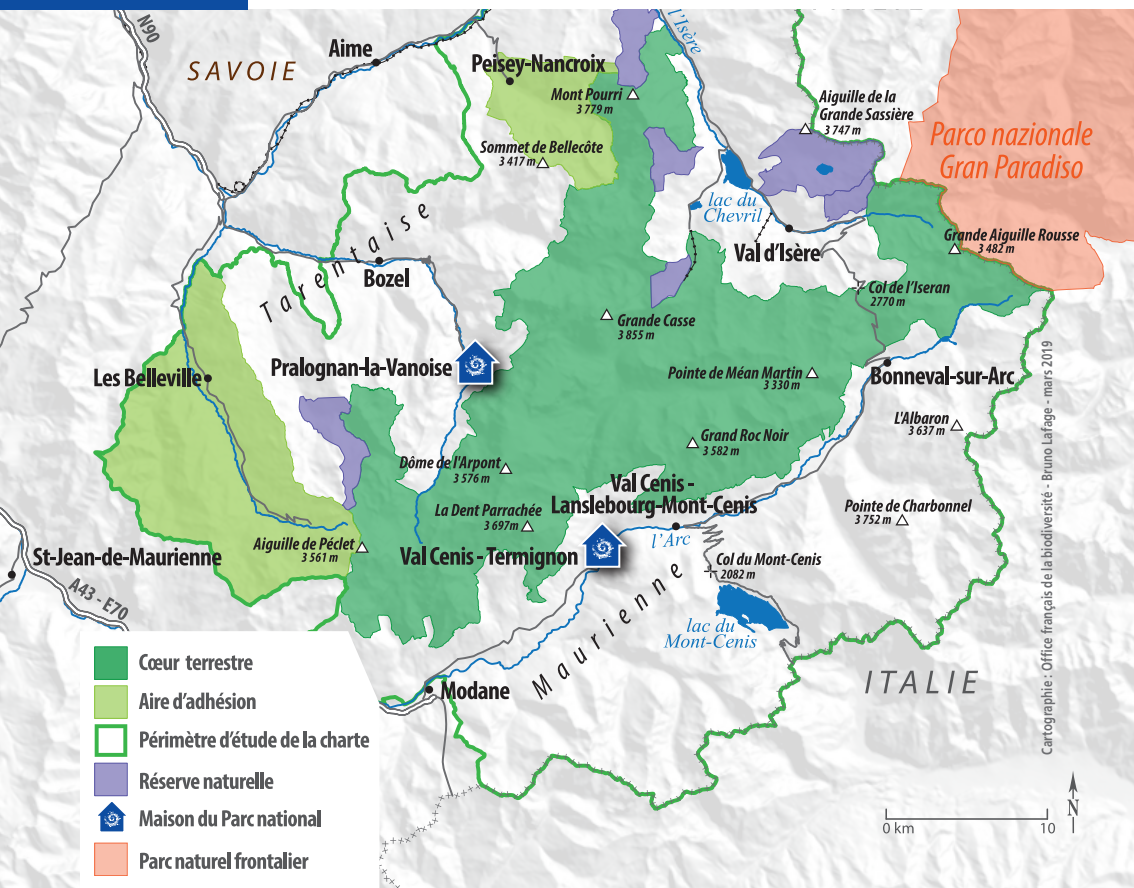 N90
l'Isère
Aime
SAVOIE
Peisey-Nancroix
Mont Pourri
3 779 m
Aiguille de la
Grande Sassière
3 747 m
Parco nazionale
Gran Paradiso
Sommet de Bellecôte
3 417 m
lac du
Chevril
Tarentaise
Val d'Isère
Grande Aiguille Rousse
3 482 m
Bozel
Col de l'Iseran
2770 m
Grande Casse
3 855 m
Pralognan-la-Vanoise
Les Belleville
Pointe de Méan Martin
3 330 m
Bonneval-sur-Arc
L'Albaron
3 637 m
Grand Roc Noir
3 582 m
Dôme de l'Arpont
3 576 m
Val Cenis -
Lanslebourg-Mont-Cenis
La Dent Parrachée
3 697m
Pointe de Charbonnel
3 752 m
St-Jean-de-Maurienne
Aiguille de Péclet
3 561 m
Val Cenis - Termignon
l'Arc
Col du Mont-Cenis
2082 m
A43 - E70
Maurienne
lac du
Mont-Cenis
ITALIE
Modane
Cartographie : Office français de la biodiversité - Bruno Lafage - mars 2019
Cœur terrestre
Aire d'adhésion
Périmètre d'étude de la charte
Réserve naturelle
Maison du Parc national
Parc naturel frontalier
0 km 10
N